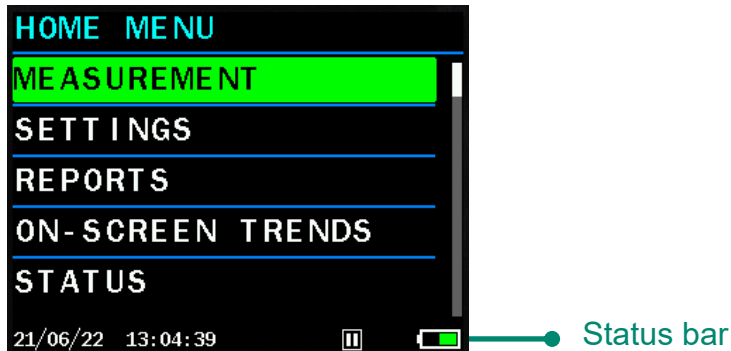 HOME MENU
MEASUREMENT
SETTINGS
REPORTS
ON-SCREEN TRENDS
STATUS
21/06/22 13:04:39
Status bar